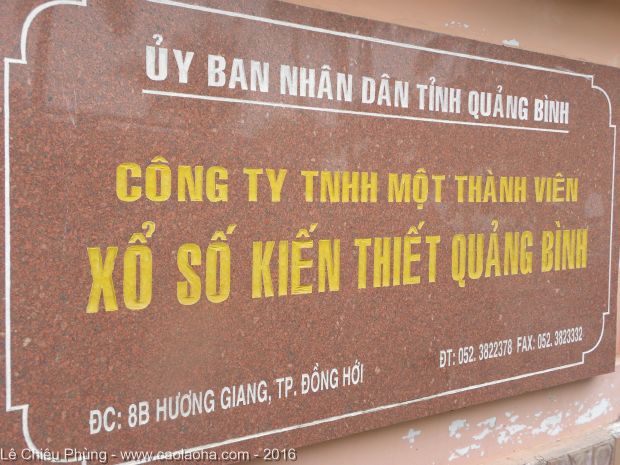 ỦY BAN NHÂN DÂN TỈNH QUẢNG BÌNH
CÔNG TY TNHH MỘT THÀNH VIÊN
XỔ SỐ KIẾN THIẾT QUẢNG BÌNH
ĐT: 052. 3822378 FAX: 052. 3823332
ĐC: 8B HƯƠNG GIANG, TP. ĐỒNG HỚI
Lê Chiêu Phùng - www.caolaoha.com - 2016